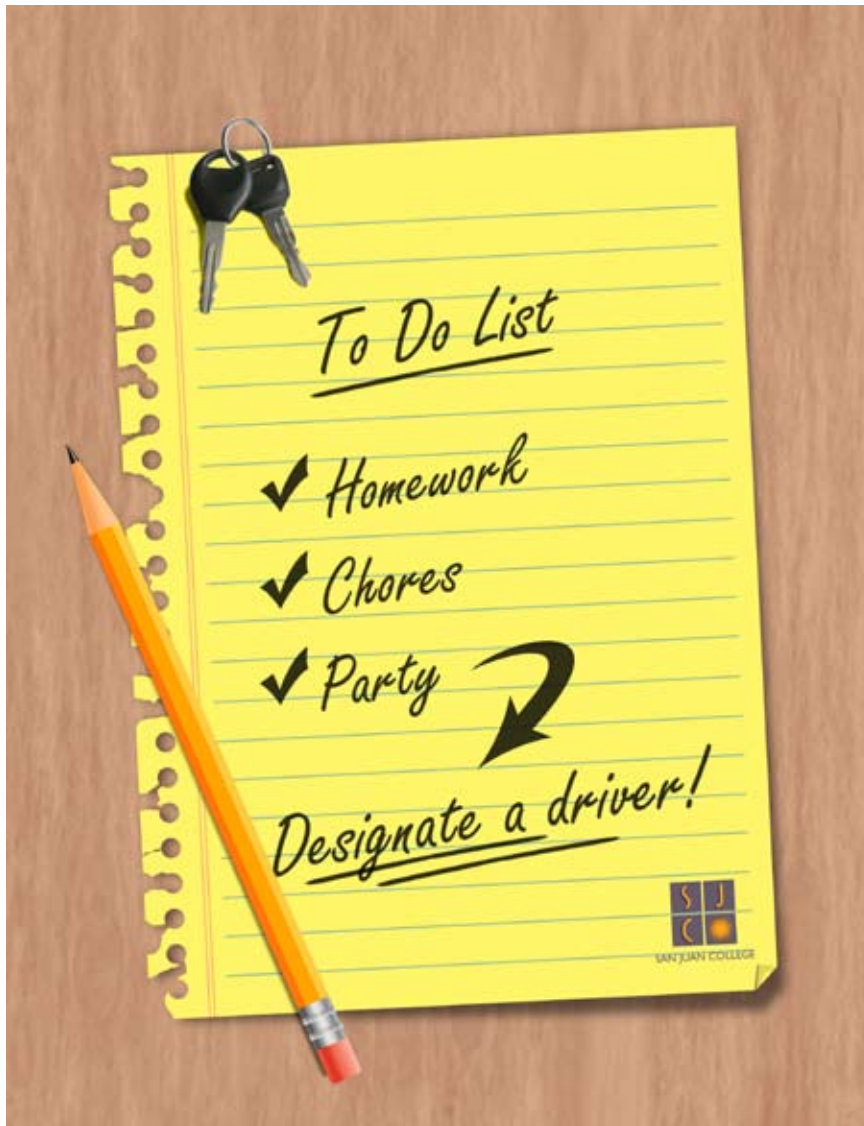 To Do List
Homework
Chores
Party
Designate a driver!
S J
C
SAN JUAN COLLEGE